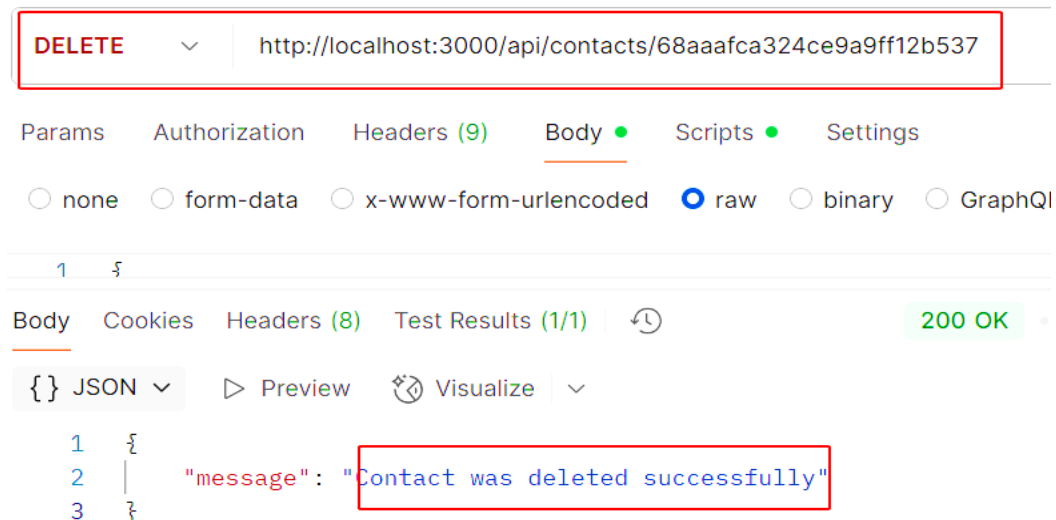 DELETE http://localhost:3000/api/contacts/68aaafca324ce9a9ff12b537
Params Authorization Headers (9) Body Scripts Settings
none form-data x-www-form-urlencoded raw binary GraphQl
1 {
Body Cookies Headers (8) Test Results (1/1) 200 OK
{} JSON Preview Visualize
1 {
2 "message": "Contact was deleted successfully"
3 }